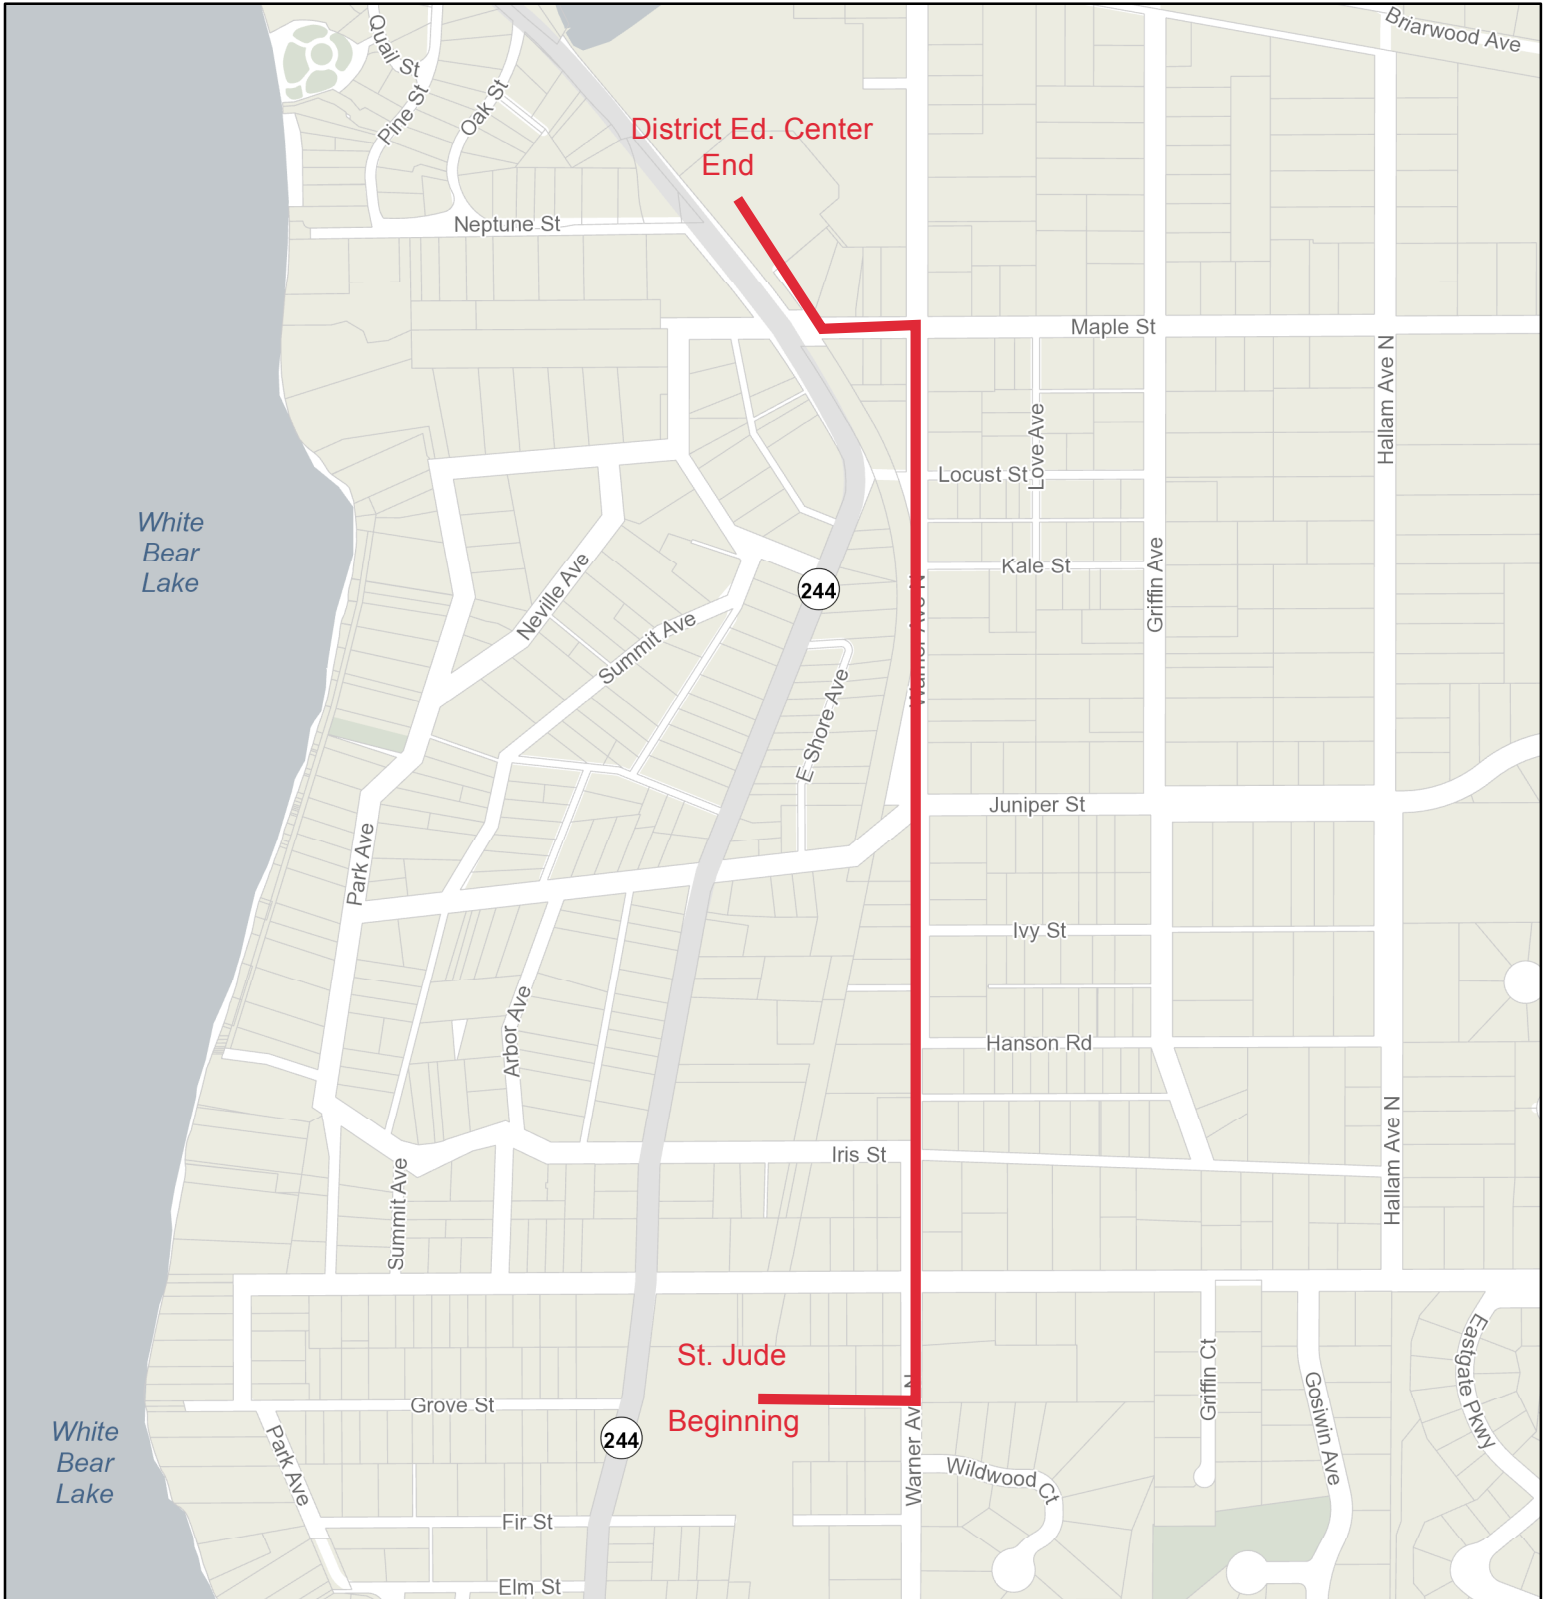 Briarwood Ave
Quail St
Pine St
Oak St
District Ed. Center
End
Neptune St
Maple St
Hallam Ave N
Love Ave
Locust St
White
Bear
Lake
Neville Ave
244
Kale St
Griffin Ave
Warner Ave N
Summit Ave
E Shore Ave
Juniper St
Park Ave
Ivy St
Arbor Ave
Hanson Rd
Iris St
Hallam Ave N
Summit Ave
St. Jude
Beginning
Grove St
244
Warner Ave N
Griffin Ct
Gosiwin Ave
Eastgate Pkwy
White
Bear
Lake
Park Ave
Wildwood Ct
Fir St
Elm St